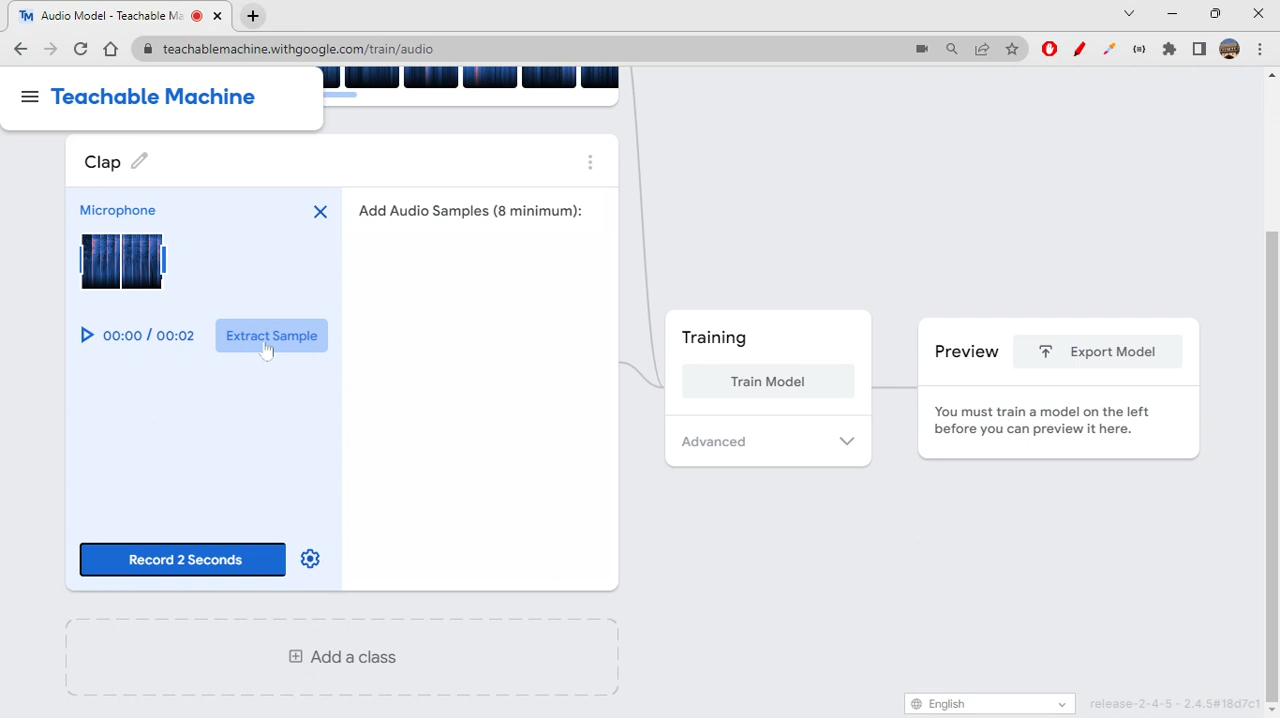 Audio Model - Teachable Ma
teachablemachine.withgoogle.com/train/audio
Teachable Machine
Clap
Microphone
Add Audio Samples (8 minimum):
00:00 / 00:02
Extract Sample
Record 2 Seconds
Add a class
Training
Train Model
Advanced
Preview
Export Model
You must train a model on the left
before you can preview it here.
English
release-2-4-5 - 2.4.5#18d7c1